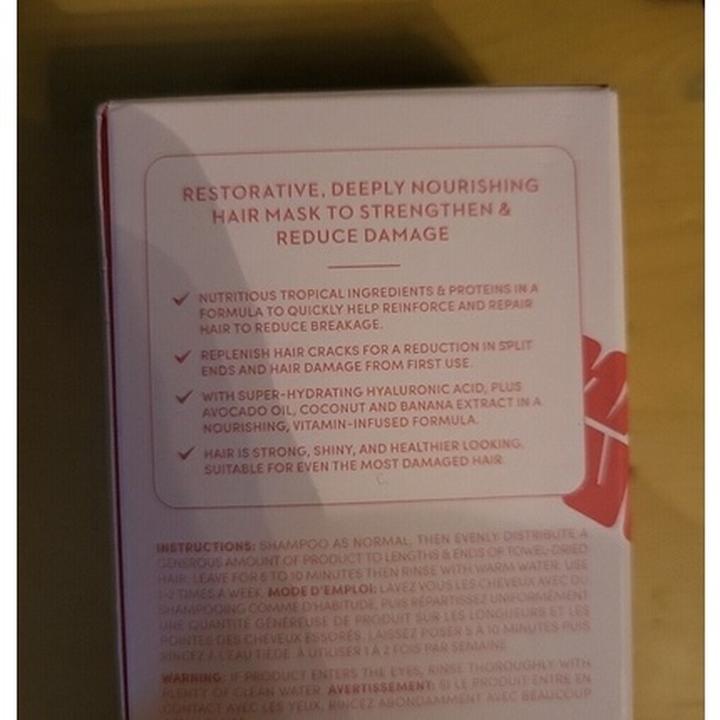 RESTORATIVE, DEEPLY NOURISHING
HAIR MASK TO STRENGTHEN &
REDUCE DAMAGE
NUTRITIOUS TROPICAL INGREDIENTS & PROTEINS IN A
FORMULA TO QUICKLY HELP REINFORCE AND REPAIR
HAIR TO REDUCE BREAKAGE.
REPLENISH HAIR CRACKS FOR A REDUCTION IN SPLIT
ENDS AND HAIR DAMAGE FROM FIRST USE.
WITH SUPER-HYDRATING HYALURONIC ACID, PLUS
AVOCADO OIL, COCONUT AND BANANA EXTRACT IN A
NOURISHING, VITAMIN-INFUSED FORMULA.
HAIR IS STRONG, SHINY, AND HEALTHIER LOOKING.
SUITABLE FOR EVEN THE MOST DAMAGED HAIR.
INSTRUCTIONS: SHAMPOO AS NORMAL, THEN EVENLY DISTRIBUTE A
GENEROUS AMOUNT OF PRODUCT TO LENGTHS & ENDS OF TOWEL-DRIED
HAIR. LEAVE FOR 5 TO 10 MINUTES THEN RINSE WITH WARM WATER. USE
1-2 TIMES A WEEK. MODE D'EMPLOI: LAVEZ VOUS LES CHEVEUX AVEC DU
SHAMPOOING COMME D'HABITUDE, PUIS RÉPARTISSEZ UNIFORMÉMENT
UNE QUANTITÉ GÉNÉREUSE DE PRODUIT SUR LES LONGUEURS ET LES
POINTES DES CHEVEUX ESSORÉS. LAISSEZ POSER 5 À 10 MINUTES PUIS
RINCEZ À L'EAU TIÈDE. À UTILISER 1 À 2 FOIS PAR SEMAINE.
WARNING: IF PRODUCT ENTERS THE EYES, RINSE THOROUGHLY WITH
PLENTY OF CLEAN WATER. AVERTISSEMENT: SI LE PRODUIT ENTRE EN
CONTACT AVEC LES YEUX, RINCEZ ABONDAMMENT AVEC BEAUCOUP